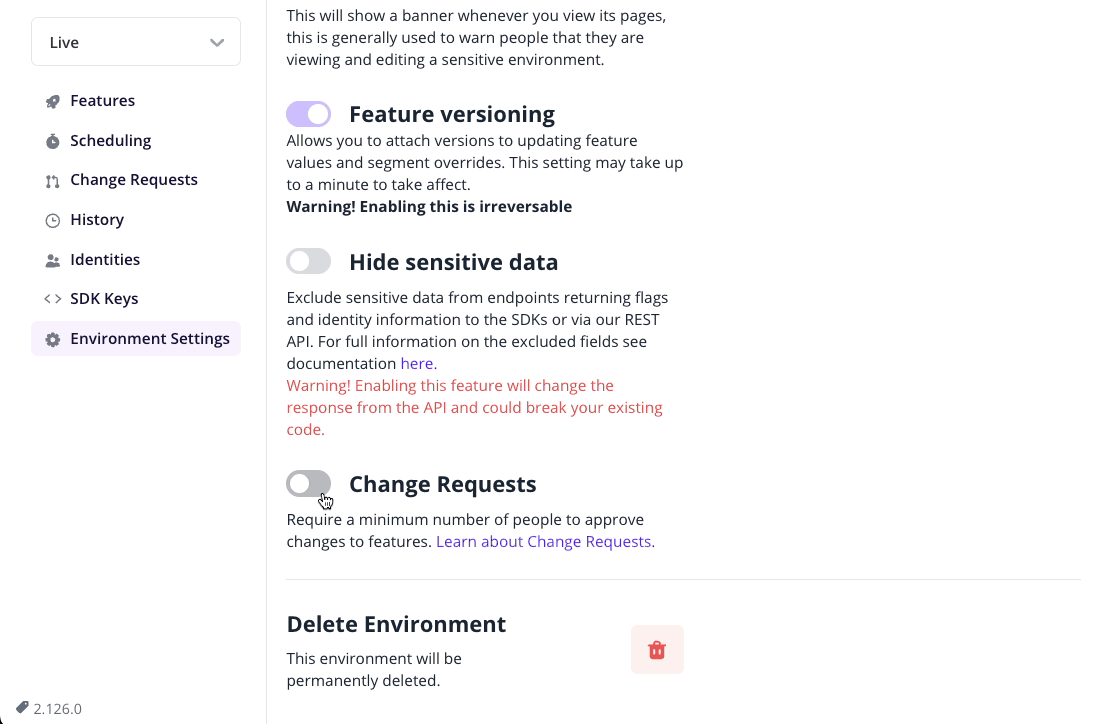 Live
Features
Scheduling
Change Requests
History
Identities
SDK Keys
Environment Settings
2.126.0
This will show a banner whenever you view its pages,
this is generally used to warn people that they are
viewing and editing a sensitive environment.
Feature versioning
Allows you to attach versions to updating feature
values and segment overrides. This setting may take up
to a minute to take affect.
Warning! Enabling this is irreversable
Hide sensitive data
Exclude sensitive data from endpoints returning flags
and identity information to the SDKs or via our REST
API. For full information on the excluded fields see
documentation here.
Warning! Enabling this feature will change the
response from the API and could break your existing
code.
Change Requests
Require a minimum number of people to approve
changes to features. Learn about Change Requests.
Delete Environment
This environment will be
permanently deleted.